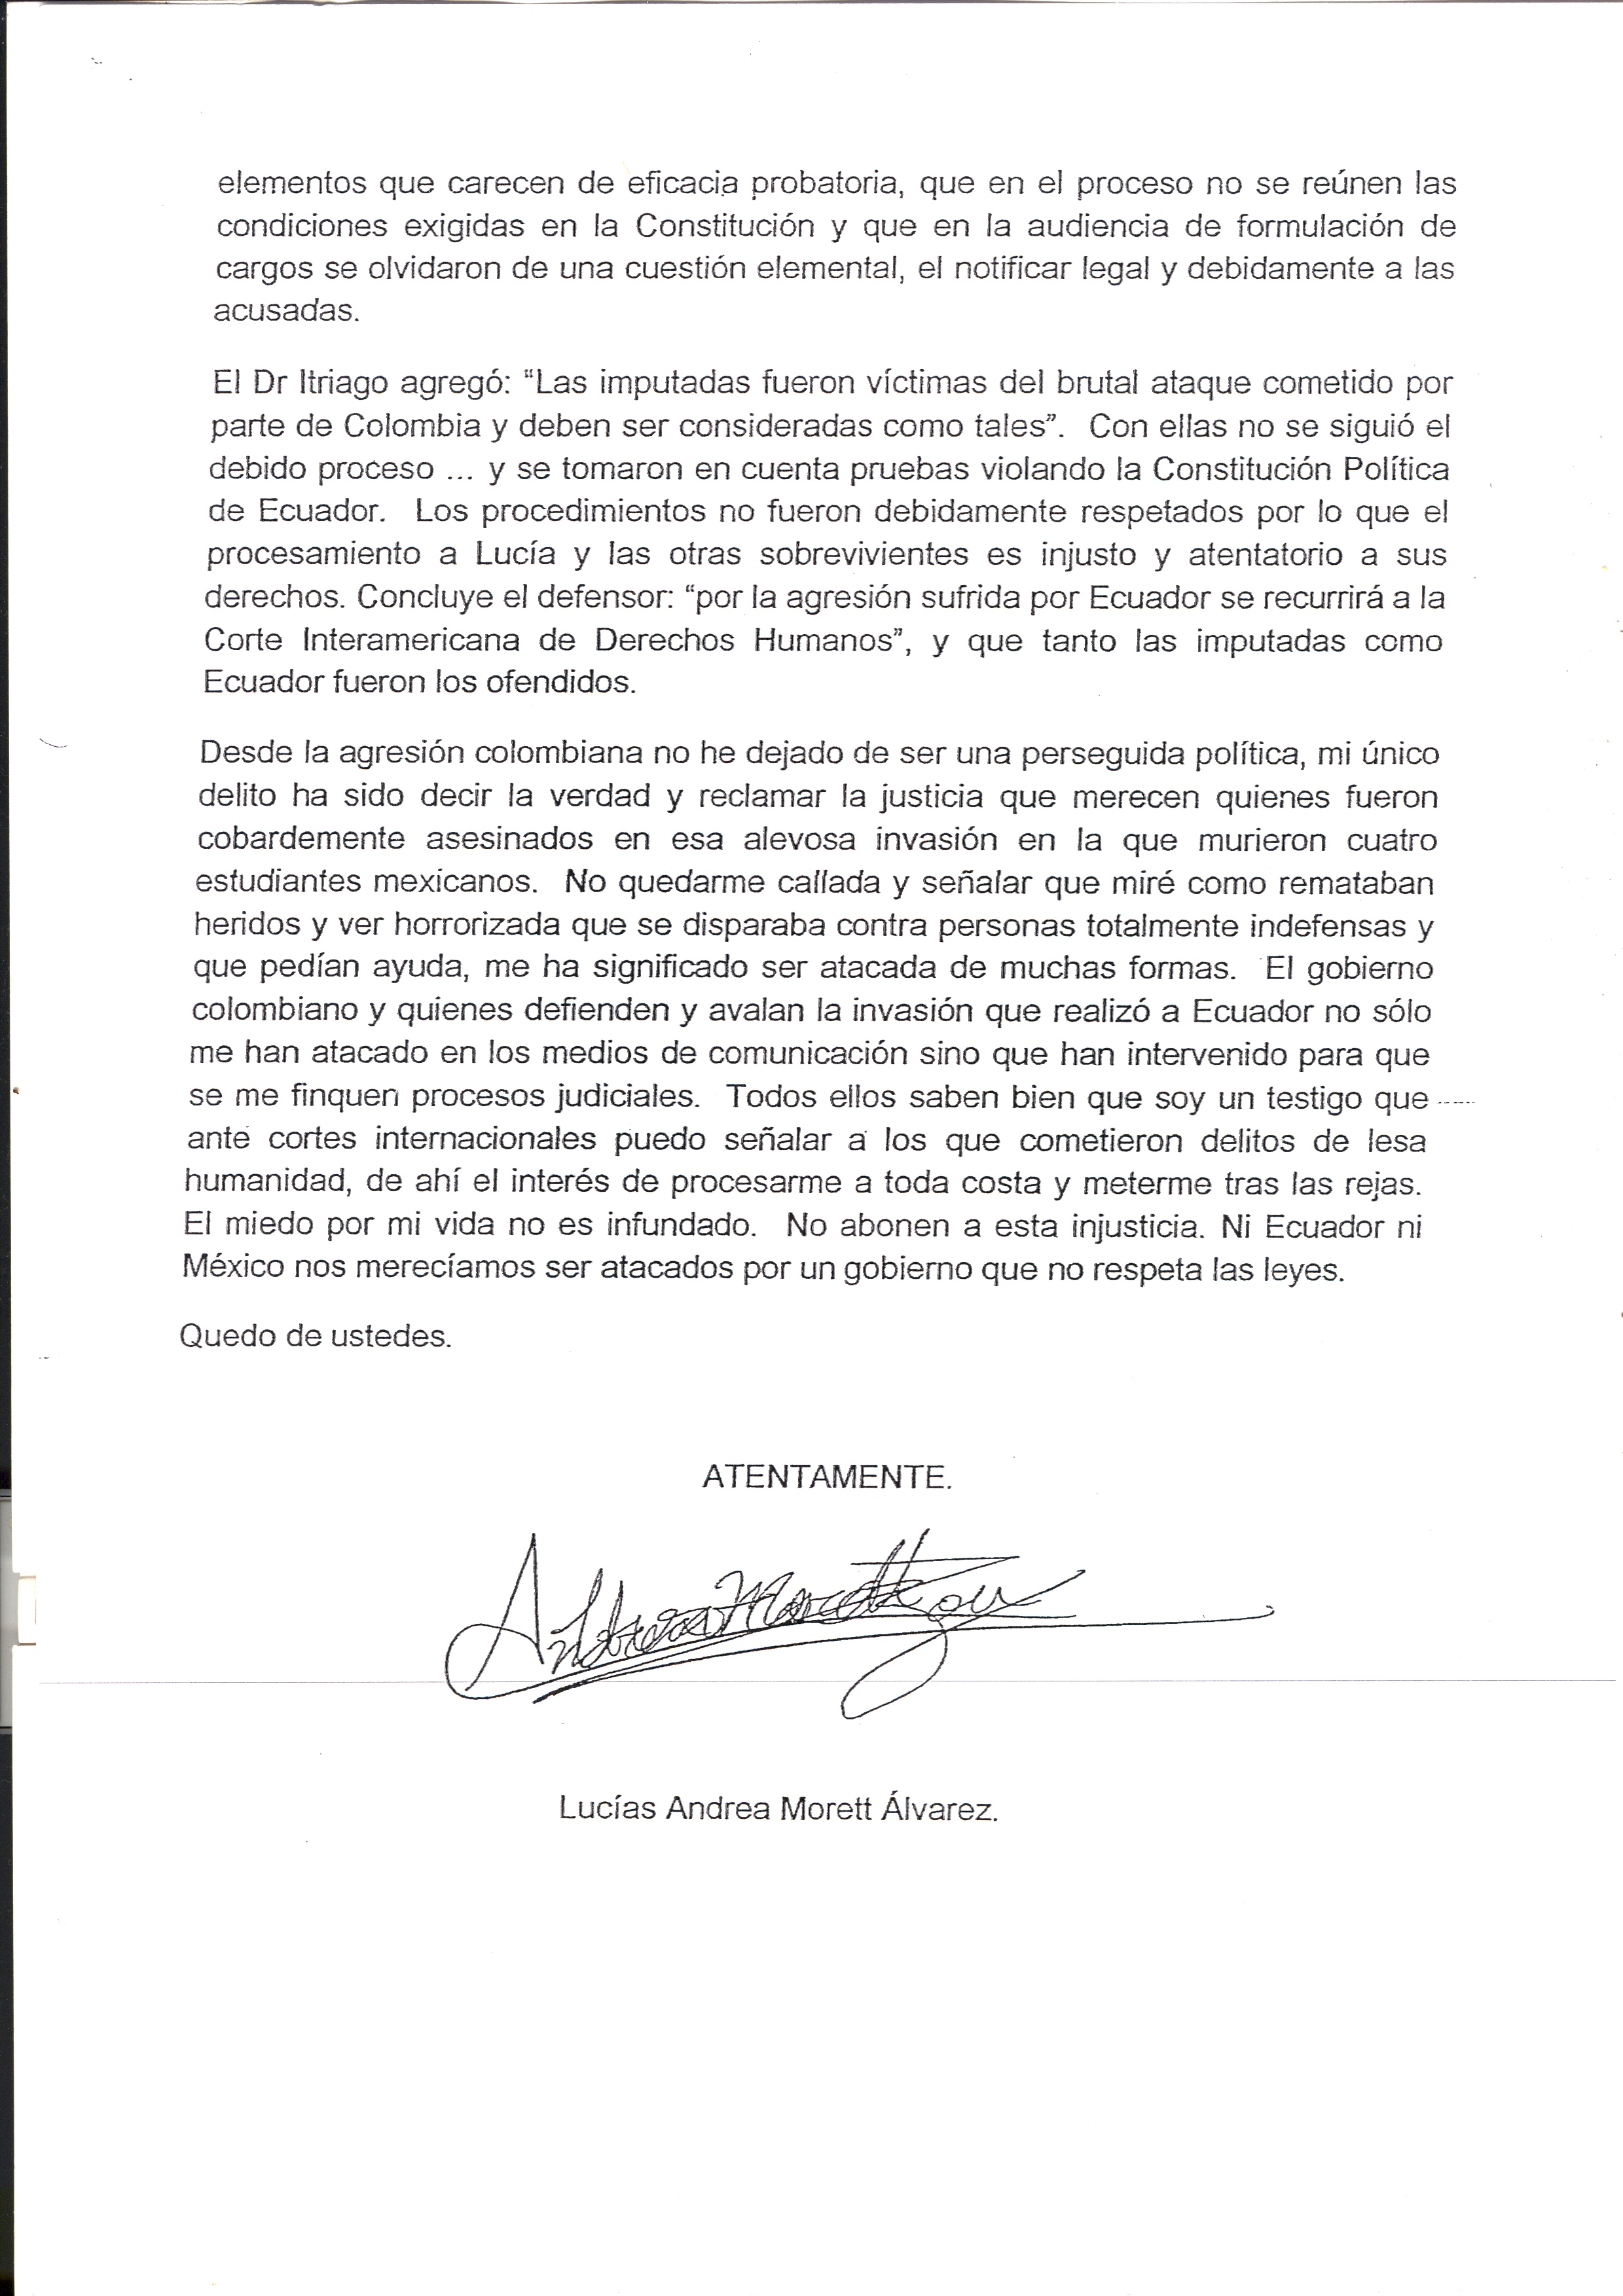 elementos que carecen de eficacia probatoria, que en el proceso no se reúnen las
condiciones exigidas en la Constitución y que en la audiencia de formulación de
cargos se olvidaron de una cuestión elemental, el notificar legal y debidamente a las
acusadas.
El Dr Itriago agregó: “Las imputadas fueron víctimas del brutal ataque cometido por
parte de Colombia y deben ser consideradas como tales”. Con ellas no se siguió el
debido proceso ... y se tomaron en cuenta pruebas violando la Constitución Política
de Ecuador. Los procedimientos no fueron debidamente respetados por lo que el
procesamiento a Lucía y las otras sobrevivientes es injusto y atentatorio a sus
derechos. Concluye el defensor: “por la agresión sufrida por Ecuador se recurrirá a la
Corte Interamericana de Derechos Humanos”, y que tanto las imputadas como
Ecuador fueron los ofendidos.
Desde la agresión colombiana no he dejado de ser una perseguida política, mi único
delito ha sido decir la verdad y reclamar la justicia que merecen quienes fueron
cobardemente asesinados en esa alevosa invasión en la que murieron cuatro
estudiantes mexicanos. No quedarme callada y señalar que miré como remataban
heridos y ver horrorizada que se disparaba contra personas totalmente indefensas y
que pedían ayuda, me ha significado ser atacada de muchas formas. El gobierno
colombiano y quienes defienden y avalan la invasión que realizó a Ecuador no sólo
me han atacado en los medios de comunicación sino que han intervenido para que
se me finquen procesos judiciales. Todos ellos saben bien que soy un testigo que
ante cortes internacionales puedo señalar a los que cometieron delitos de lesa
humanidad, de ahí el interés de procesarme a toda costa y meterme tras las rejas.
El miedo por mi vida no es infundado. No abonen a esta injusticia. Ni Ecuador ni
México nos merecíamos ser atacados por un gobierno que no respeta las leyes.
Quedo de ustedes.
ATENTAMENTE.
Lucías Andrea Morett Álvarez.